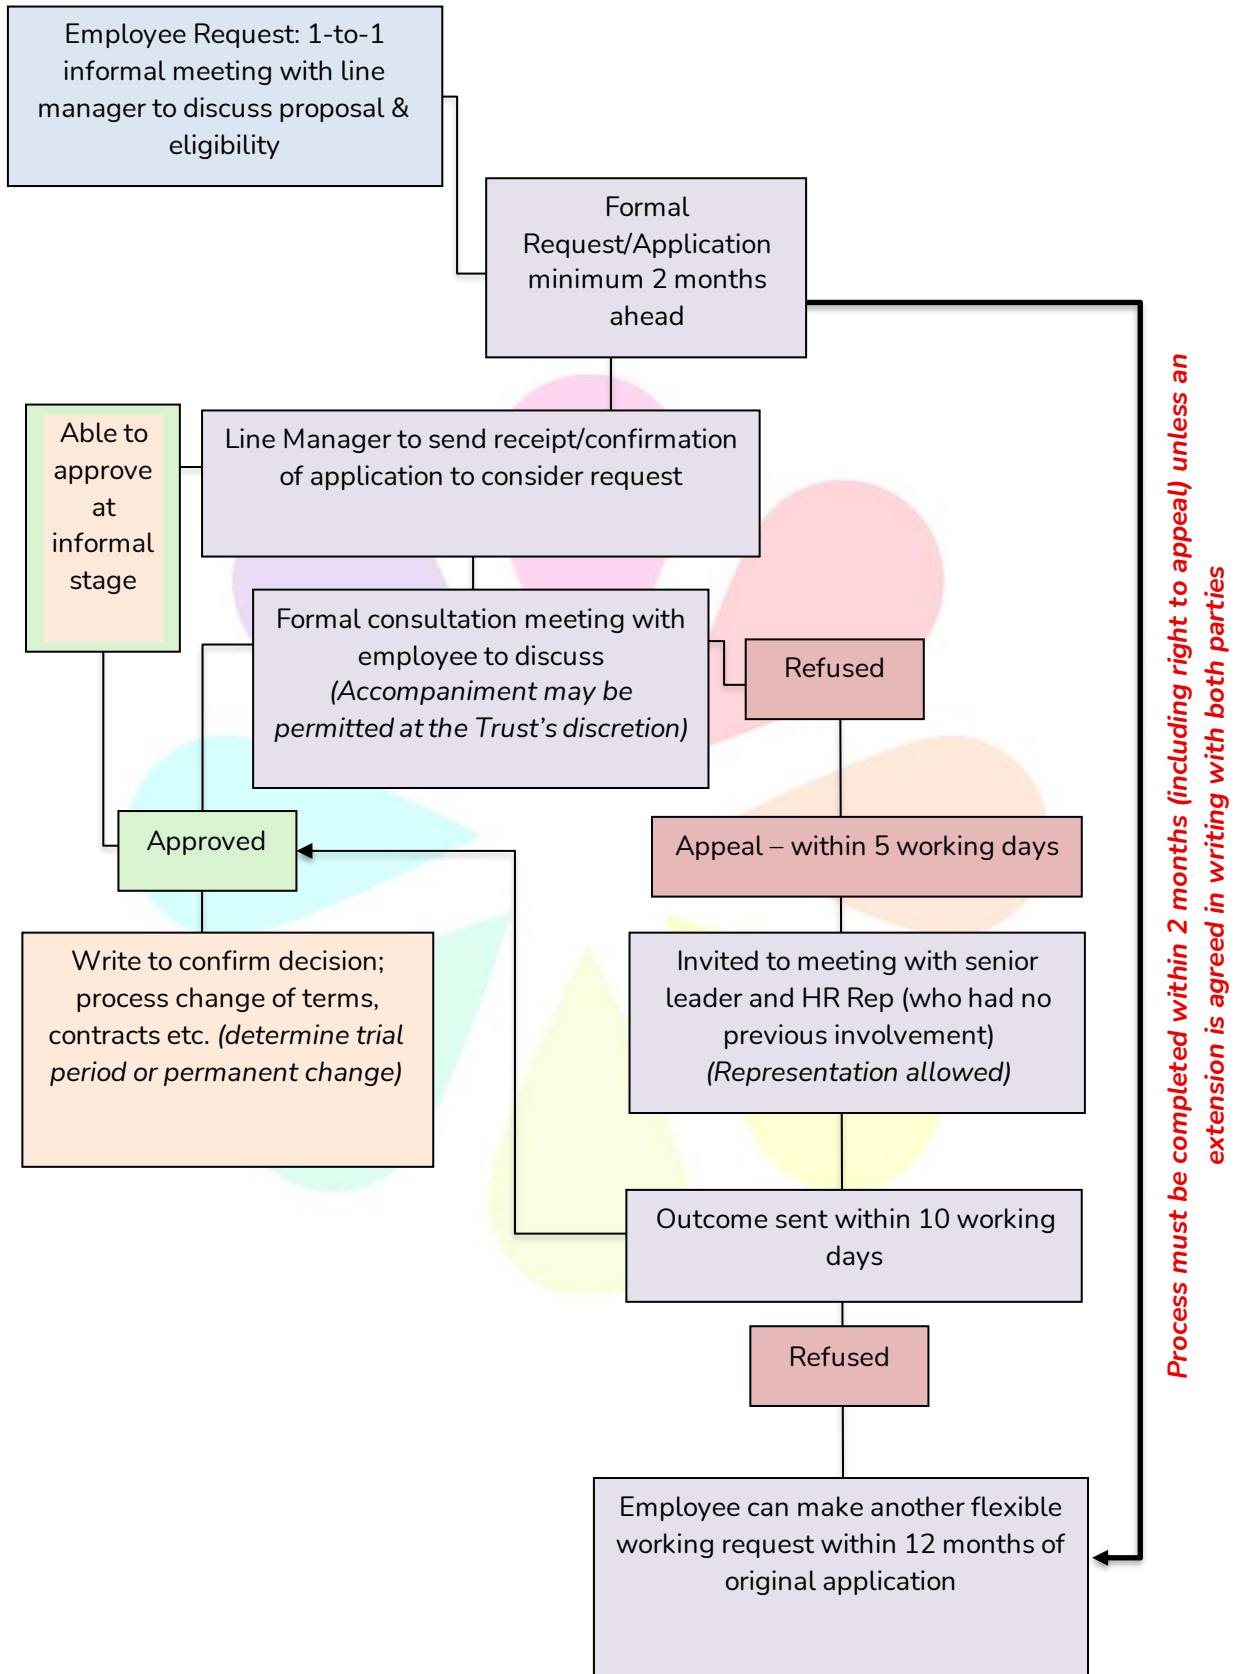 Employee Request: 1-to-1
informal meeting with line
manager to discuss proposal &
eligibility
Formal
Request/Application
minimum 2 months
ahead
Able to
approve
at
informal
stage
Line Manager to send receipt/confirmation
of application to consider request
Formal consultation meeting with
employee to discuss
(Accompaniment may be
permitted at the Trust’s discretion)
Refused
Approved
Appeal – within 5 working days
Write to confirm decision;
process change of terms,
contracts etc. (determine trial
period or permanent change)
Invited to meeting with senior
leader and HR Rep (who had no
previous involvement)
(Representation allowed)
Outcome sent within 10 working
days
Refused
Employee can make another flexible
working request within 12 months of
original application
Process must be completed within 2 months (including right to appeal) unless an
extension is agreed in writing with both parties